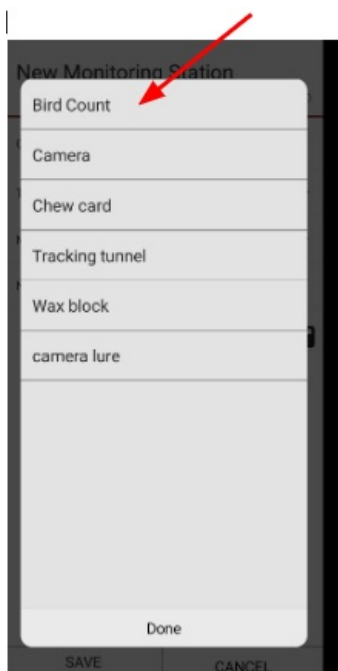 New Monitoring Station
Bird Count
Camera
Chew card
Tracking tunnel
Wax block
camera lure
Done
SAVE
CANCEL